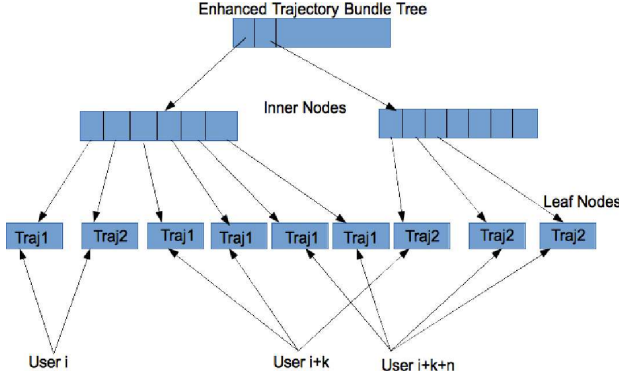 Enhanced Trajectory Bundle Tree
Inner Nodes
Leaf Nodes
Traj1 Traj2 Traj1 Traj1 Traj1 Traj1 Traj2 Traj2 Traj2
User i User i+k User i+k+n